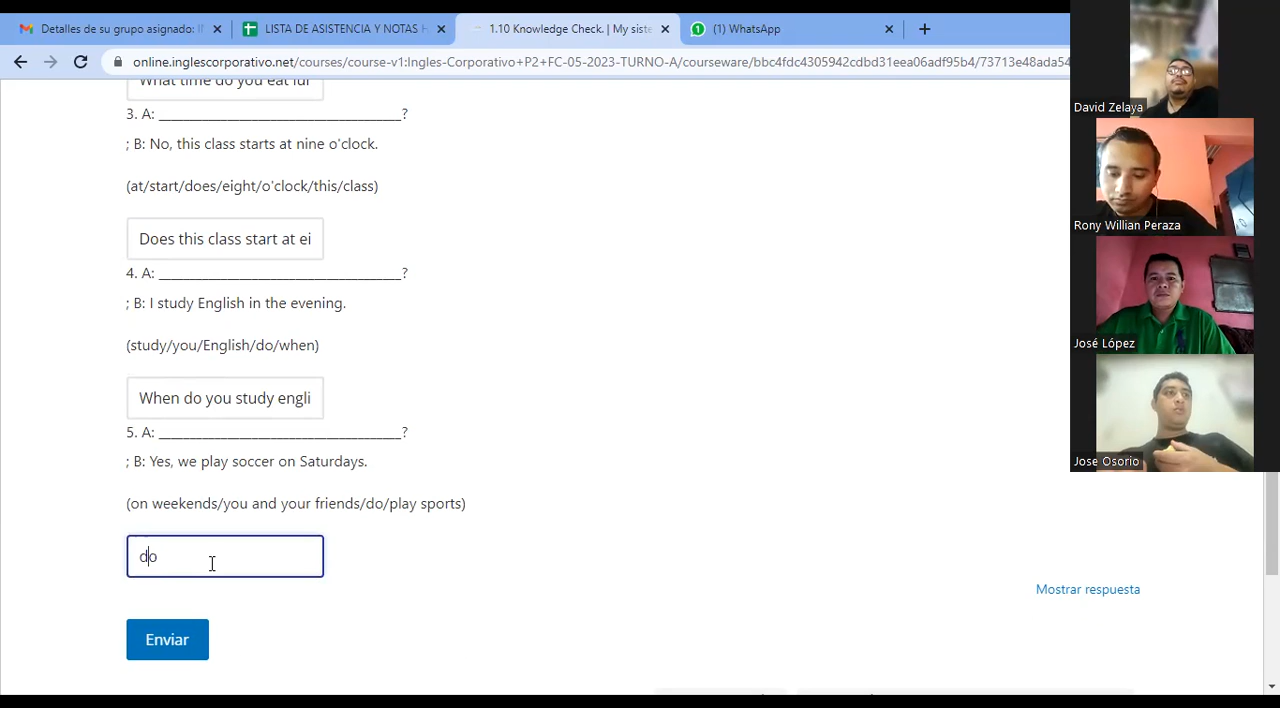 Detalles de su grupo asignado: I
LISTA DE ASISTENCIA Y NOTAS
1.10 Knowledge Check. | My siste
(1) WhatsApp
online.inglescorporativo.net/courses/course-v1:Ingles-Corporativo+P2+FC-05-2023-TURNO-A/courseware/bbc4fdc4305942cdbd31eea06adf95b4/73713e48ada54
What time do you eat lu
3. A: ___________________________________?
; B: No, this class starts at nine o'clock.
(at/start/does/eight/o'clock/this/class)
Does this class start at ei
4. A: ___________________________________?
; B: I study English in the evening.
(study/you/English/do/when)
When do you study engli
5. A: ___________________________________?
; B: Yes, we play soccer on Saturdays.
(on weekends/you and your friends/do/play sports)
do
Mostrar respuesta
Enviar
David Zelaya
Rony Willian Peraza
José López
Jose Osorio